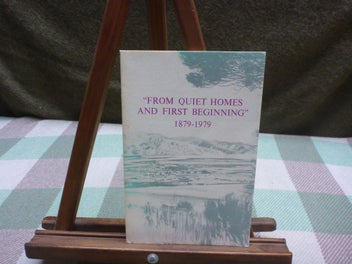 "FROM QUIET HOMES
AND FIRST BEGINNING"
1879-1979